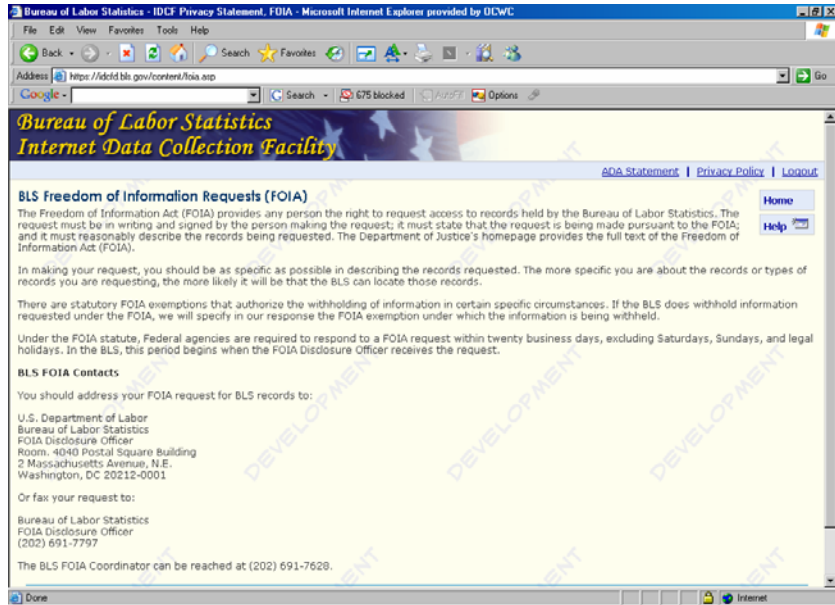 Bureau of Labor Statistics - IDCF Privacy Statement, FOIA - Microsoft Internet Explorer provided by OCWC
File Edit View Favorites Tools Help
Back Search Favorites
Address https://idcfd.bls.gov/content/foia.asp Go
Google - Search 675 blocked AutoFill Options
Bureau of Labor Statistics
Internet Data Collection Facility
ADA Statement | Privacy Policy | Logout
BLS Freedom of Information Requests (FOIA)
Home
Help
The Freedom of Information Act (FOIA) provides any person the right to request access to records held by the Bureau of Labor Statistics. The
request must be in writing and signed by the person making the request; it must state that the request is being made pursuant to the FOIA;
and it must reasonably describe the records being requested. The Department of Justice's homepage provides the full text of the Freedom of
Information Act (FOIA).
In making your request, you should be as specific as possible in describing the records requested. The more specific you are about the records or types of
records you are requesting, the more likely it will be that the BLS can locate those records.
There are statutory FOIA exemptions that authorize the withholding of information in certain specific circumstances. If the BLS does withhold information
requested under the FOIA, we will specify in our response the FOIA exemption under which the information is being withheld.
Under the FOIA statute, Federal agencies are required to respond to a FOIA request within twenty business days, excluding Saturdays, Sundays, and legal
holidays. In the BLS, this period begins when the FOIA Disclosure Officer receives the request.
BLS FOIA Contacts
You should address your FOIA request for BLS records to:
U.S. Department of Labor
Bureau of Labor Statistics
FOIA Disclosure Officer
Room. 4040 Postal Square Building
2 Massachusetts Avenue, N.E.
Washington, DC 20212-0001
Or fax your request to:
Bureau of Labor Statistics
FOIA Disclosure Officer
(202) 691-7797
The BLS FOIA Coordinator can be reached at (202) 691-7628.
DEVELOPMENT
DEVELOPMENT
DEVELOPMENT
Done Internet